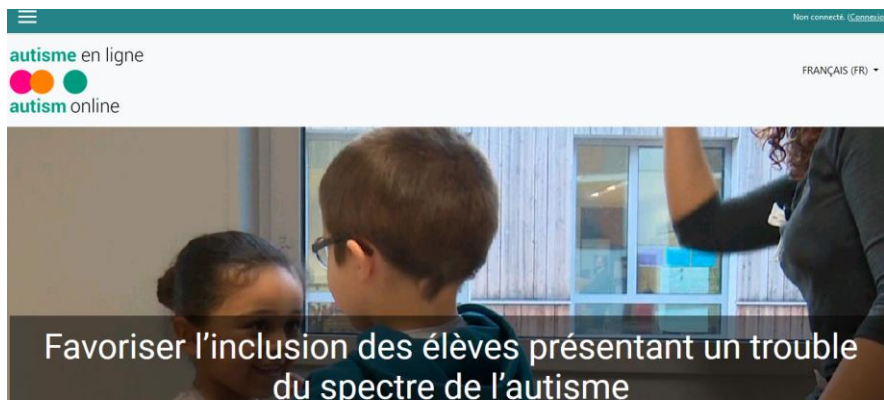 Non connecté. (Connexio
autisme en ligne
FRANÇAIS (FR)
autism online
Favoriser l’inclusion des élèves présentant un trouble
du spectre de l’autisme